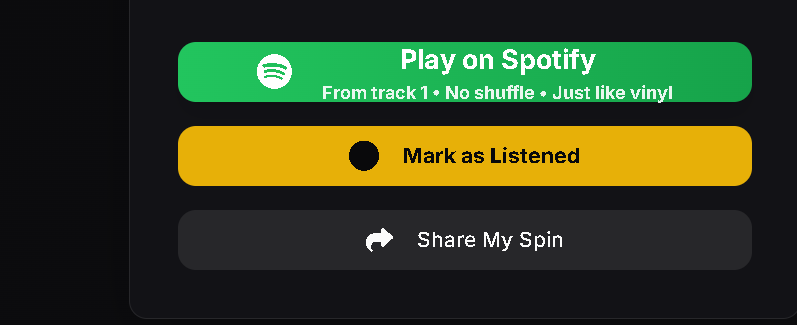 Play on Spotify
From track 1 • No shuffle • Just like vinyl
Mark as Listened
Share My Spin